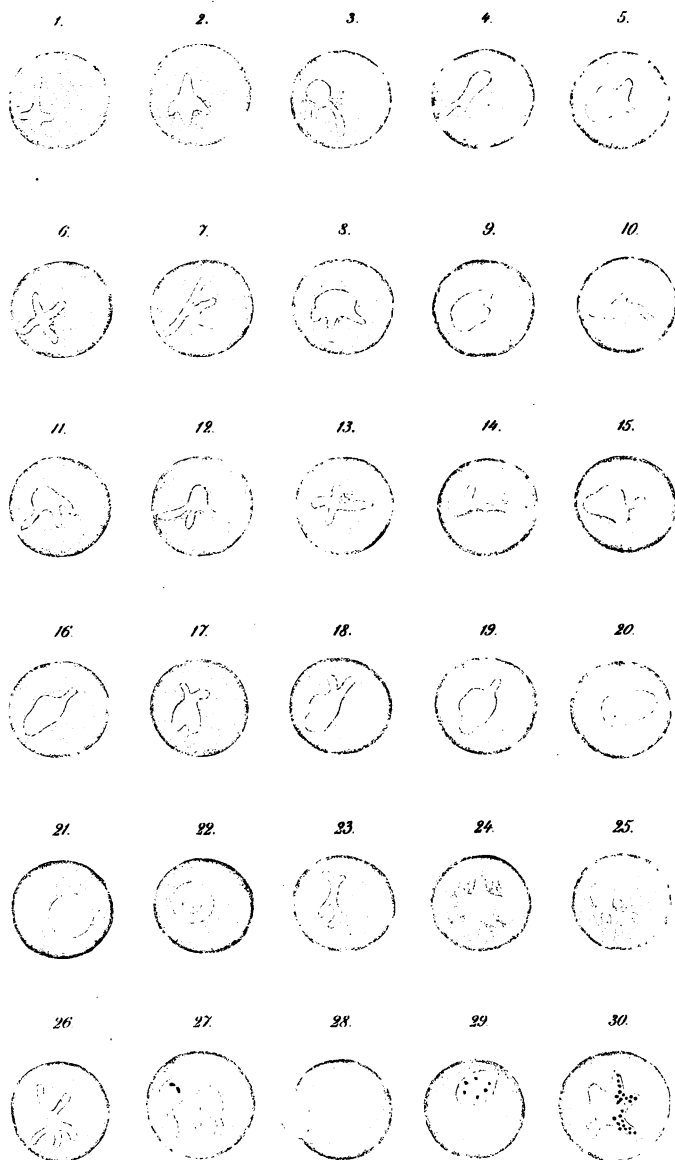 1. 2. 3. 4. 5.
6. 7. 8. 9. 10.
11. 12. 13. 14. 15.
16. 17. 18. 19. 20.
21. 22. 23. 24. 25.
26. 27. 28. 29. 30.